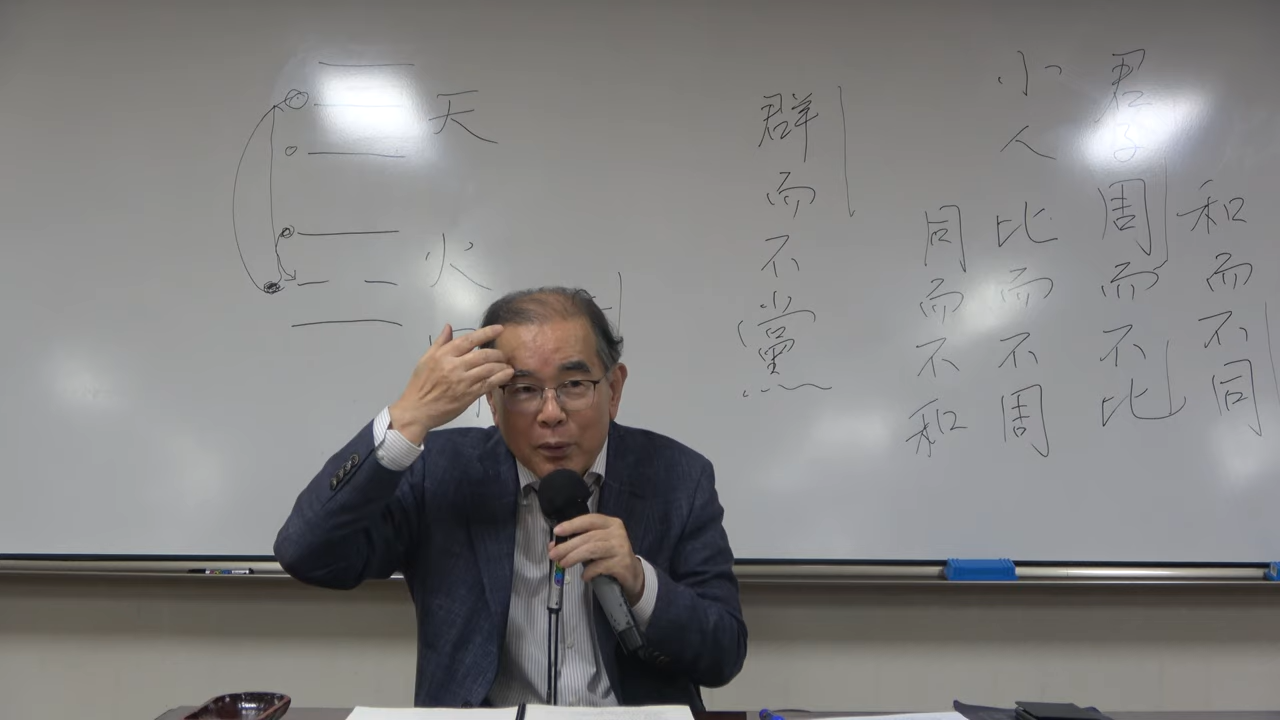 和而不同
君子周而不比
小人比而不周
同而不和
群而不黨
天
火